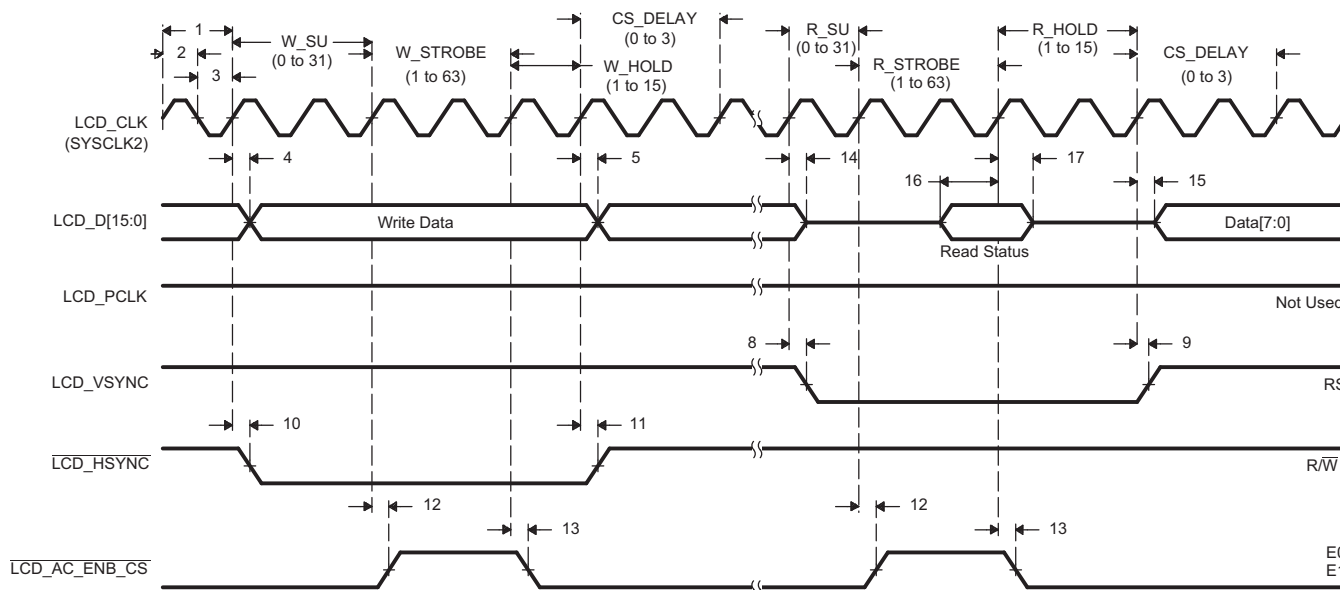 CS_DELAY
(0 to 3)
1
W_SU
(0 to 31)
R_SU
(0 to 31)
R_HOLD
(1 to 15)
2
W_STROBE
(1 to 63)
CS_DELAY
(0 to 3)
3
W_HOLD
(1 to 15)
R_STROBE
(1 to 63)
LCD_CLK
(SYSCLK2)
4
5
14
17
16
15
LCD_D[15:0]
Write Data
Data[7:0]
Read Status
LCD_PCLK
Not Used
8
9
LCD_VSYNC
RS
10
11
LCD_HSYNC
R/W
12
12
13
13
LCD_AC_ENB_CS
E0
E1